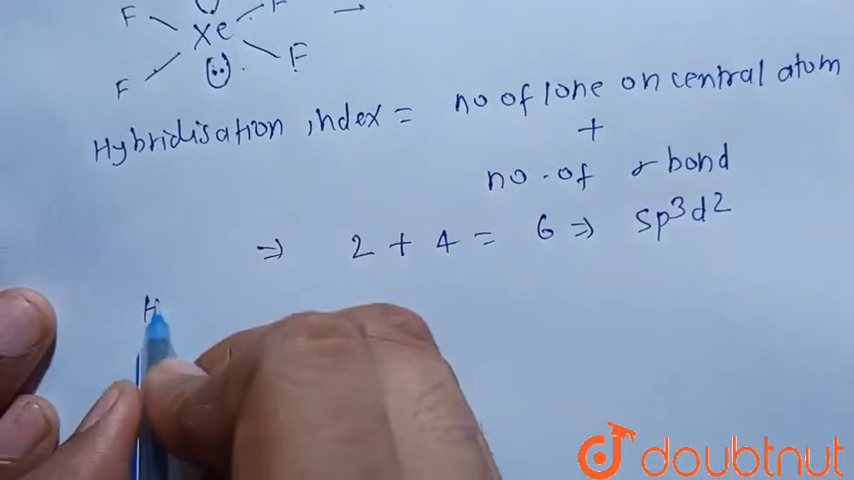 F F
Xe
F F
Hybridisation index = no of lone on central atom
+
no. of σ bond
⇒ 2 + 4 = 6 ⇒ sp³d²
H
doubtnut